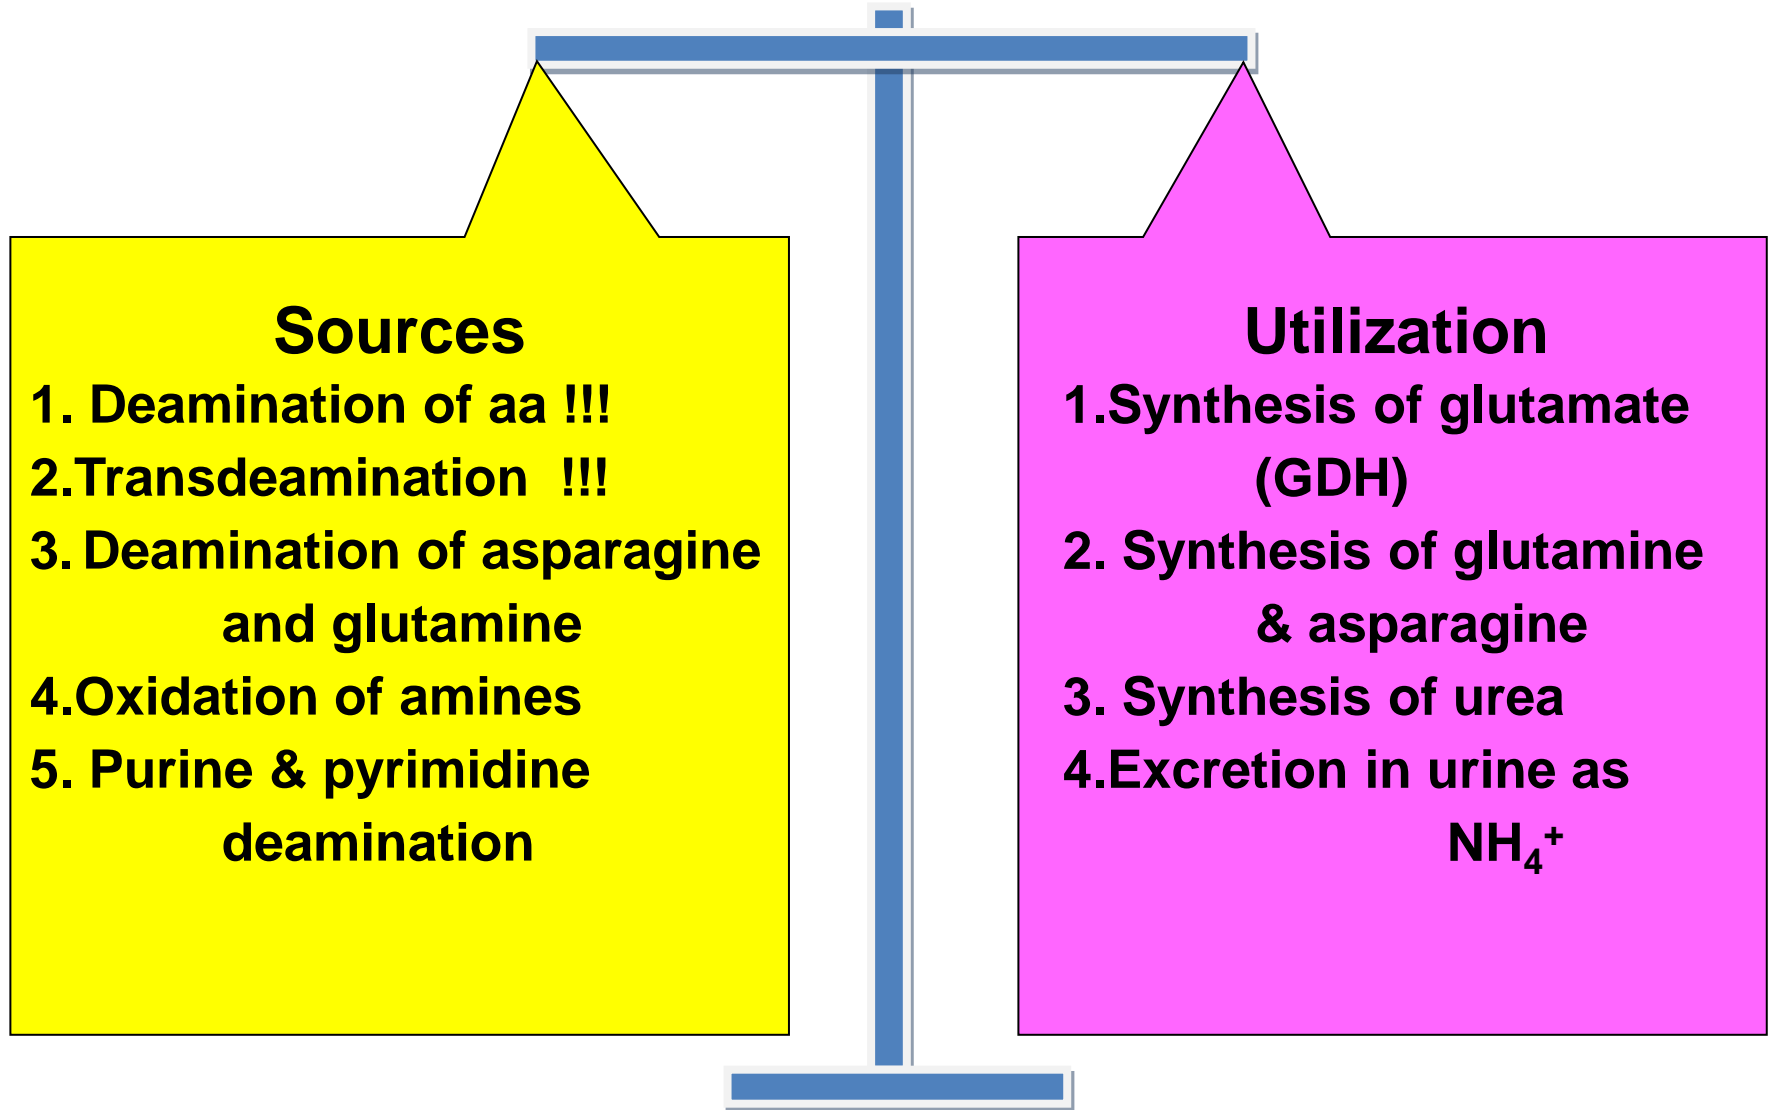 Sources
1. Deamination of aa !!!
2.Transdeamination !!!
3. Deamination of asparagine
and glutamine
4.Oxidation of amines
5. Purine & pyrimidine
deamination
Utilization
1.Synthesis of glutamate
(GDH)
2. Synthesis of glutamine
& asparagine
3. Synthesis of urea
4.Excretion in urine as
NH₄⁺